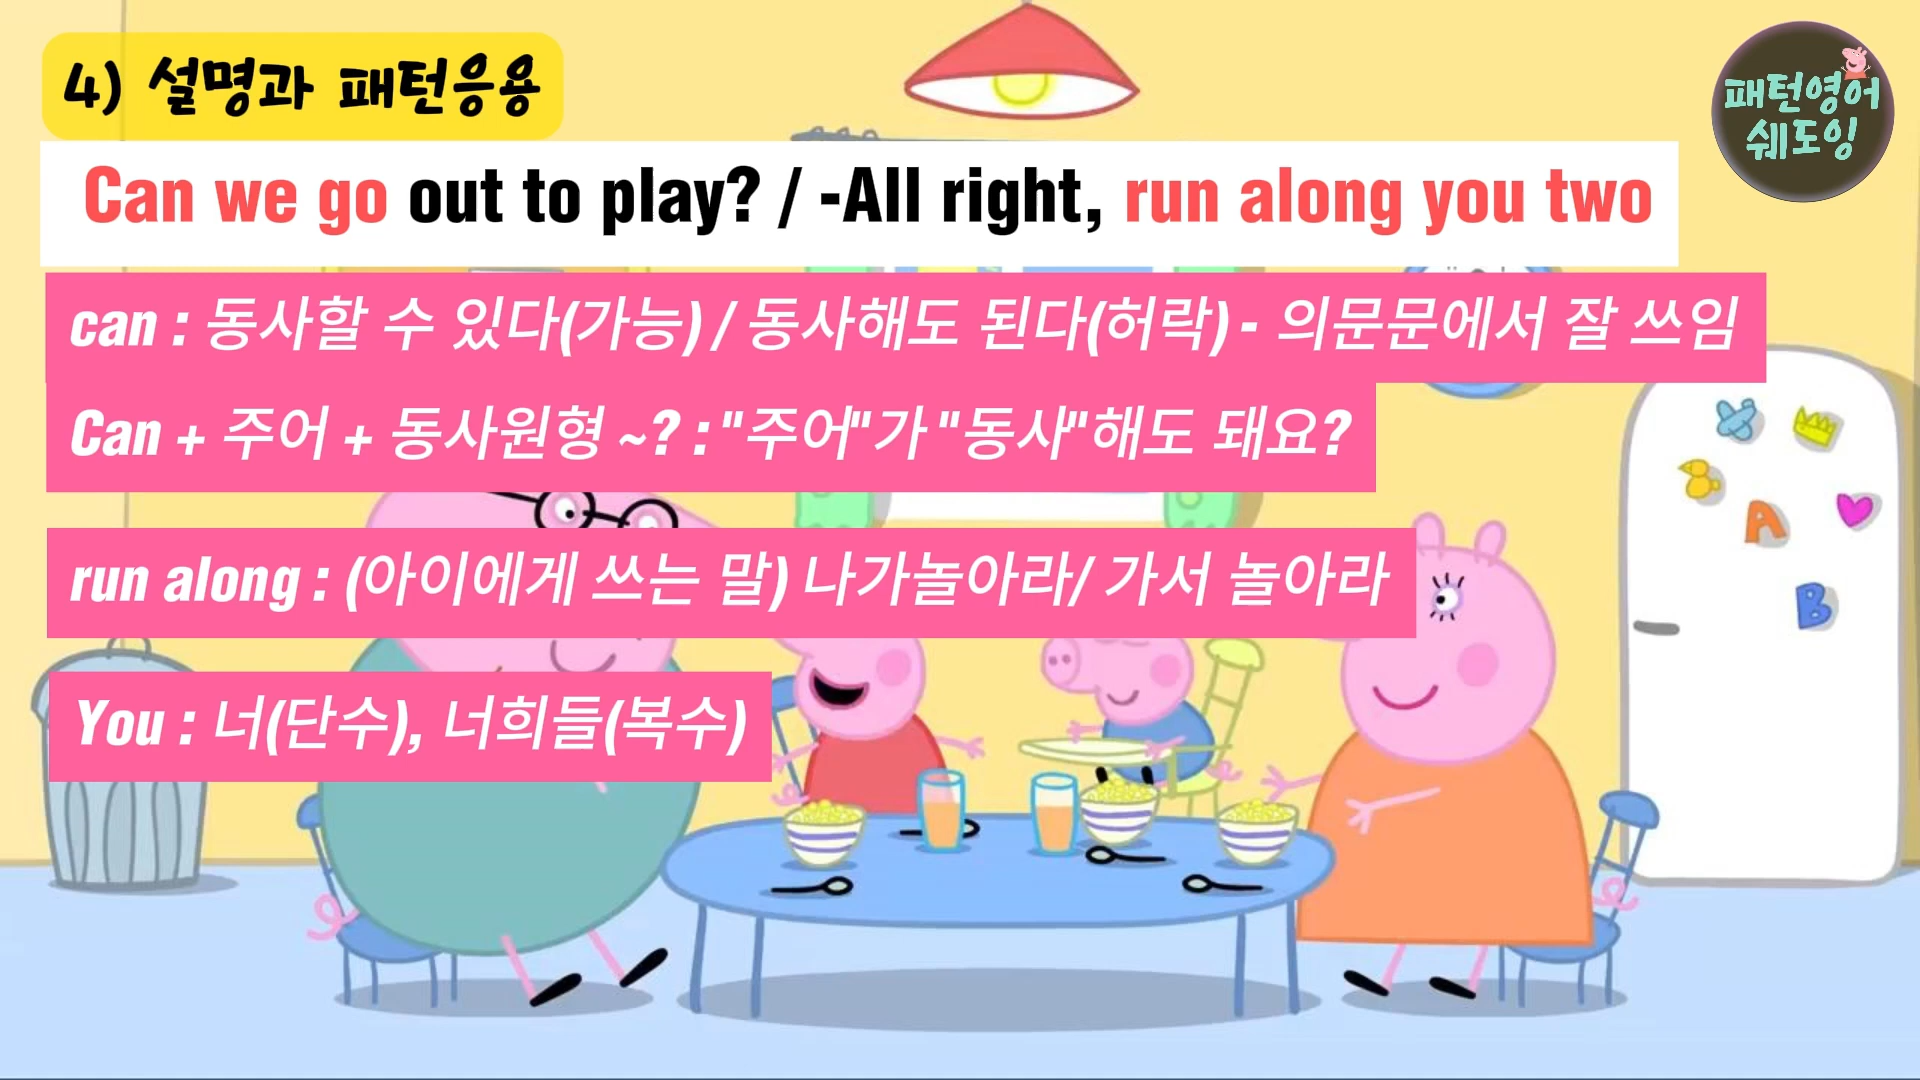 4) 설명과 패턴응용
패턴영어
쉐도잉
Can we go out to play? / -All right, run along you two
can : 동사할 수 있다(가능) / 동사해도 된다(허락) - 의문문에서 잘 쓰임
Can + 주어 + 동사원형 ~? : "주어"가 "동사"해도 돼요?
run along : (아이에게 쓰는 말) 나가놀아라/ 가서 놀아라
You : 너(단수), 너희들(복수)
A
B